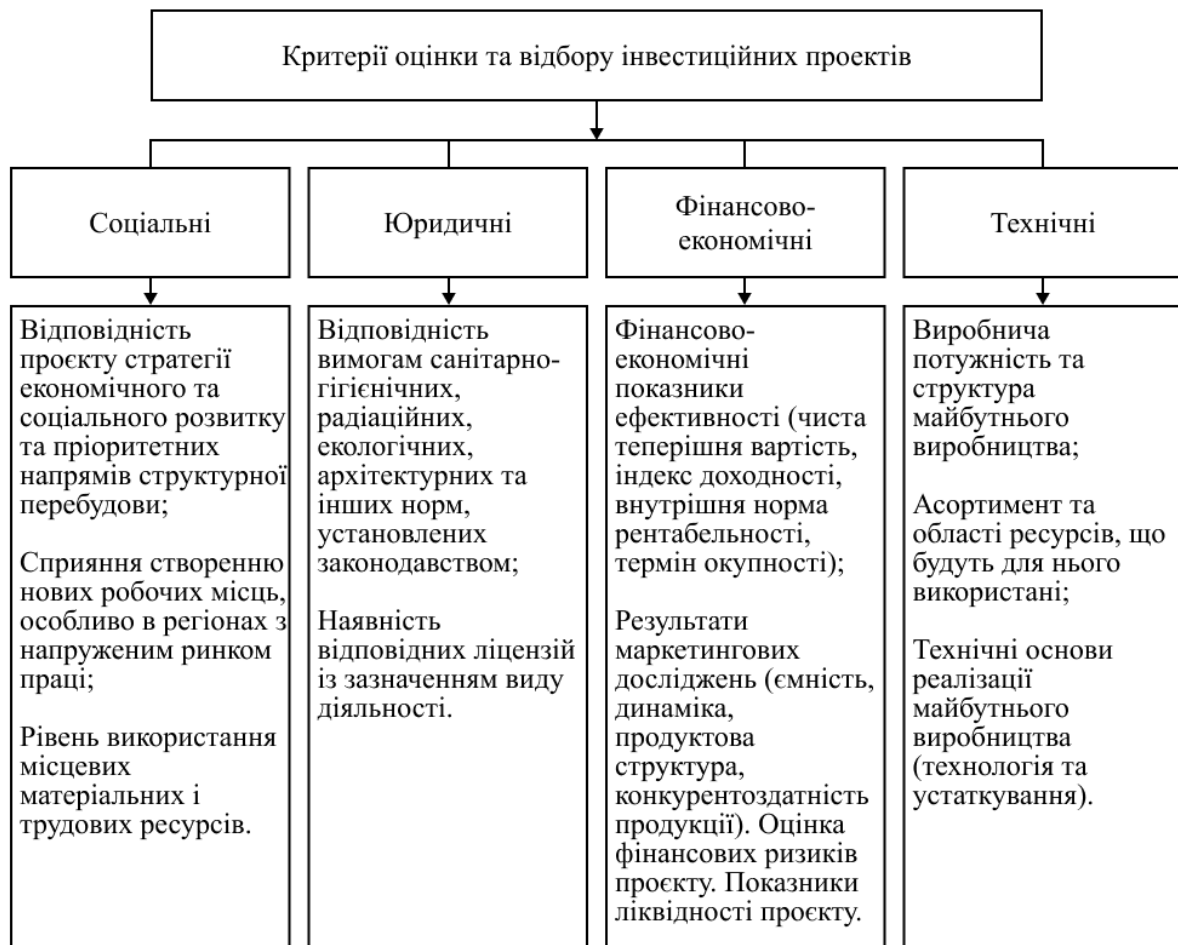 Критерії оцінки та відбору інвестиційних проектів
Соціальні
Юридичні
Фінансово-
економічні
Технічні
Відповідність
проєкту стратегії
економічного та
соціального розвитку
та пріоритетних
напрямів структурної
перебудови;
Сприяння створенню
нових робочих місць,
особливо в регіонах з
напруженим ринком
праці;
Рівень використання
місцевих
матеріальних і
трудових ресурсів.
Відповідність
вимогам санітарно-
гігієнічних,
радіаційних,
екологічних,
архітектурних та
інших норм,
установлених
законодавством;
Наявність
відповідних ліцензій
із зазначенням виду
діяльності.
Фінансово-
економічні
показники
ефективності (чиста
теперішня вартість,
індекс доходності,
внутрішня норма
рентабельності,
термін окупності);
Результати
маркетингових
досліджень (ємність,
динаміка,
продуктова
структура,
конкурентоздатність
продукції). Оцінка
фінансових ризиків
проєкту. Показники
ліквідності проєкту.
Виробнича
потужність та
структура
майбутнього
виробництва;
Асортимент та
області ресурсів, що
будуть для нього
використані;
Технічні основи
реалізації
майбутнього
виробництва
(технологія та
устаткування).